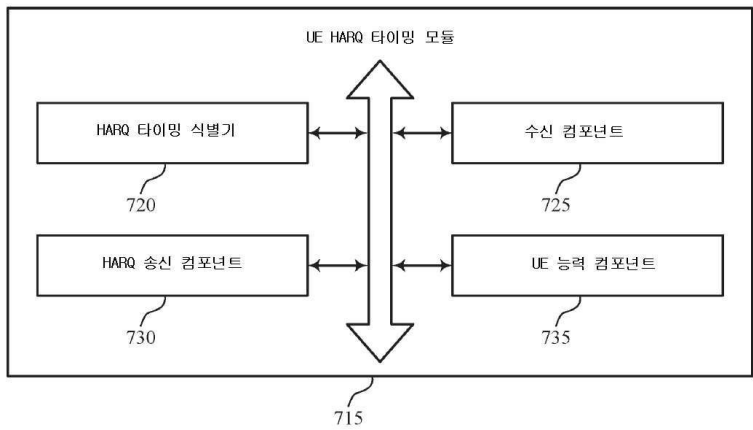 UE HARQ 타이밍 모듈
HARQ 타이밍 식별기
수신 컴포넌트
720
725
HARQ 송신 컴포넌트
UE 능력 컴포넌트
730
735
715